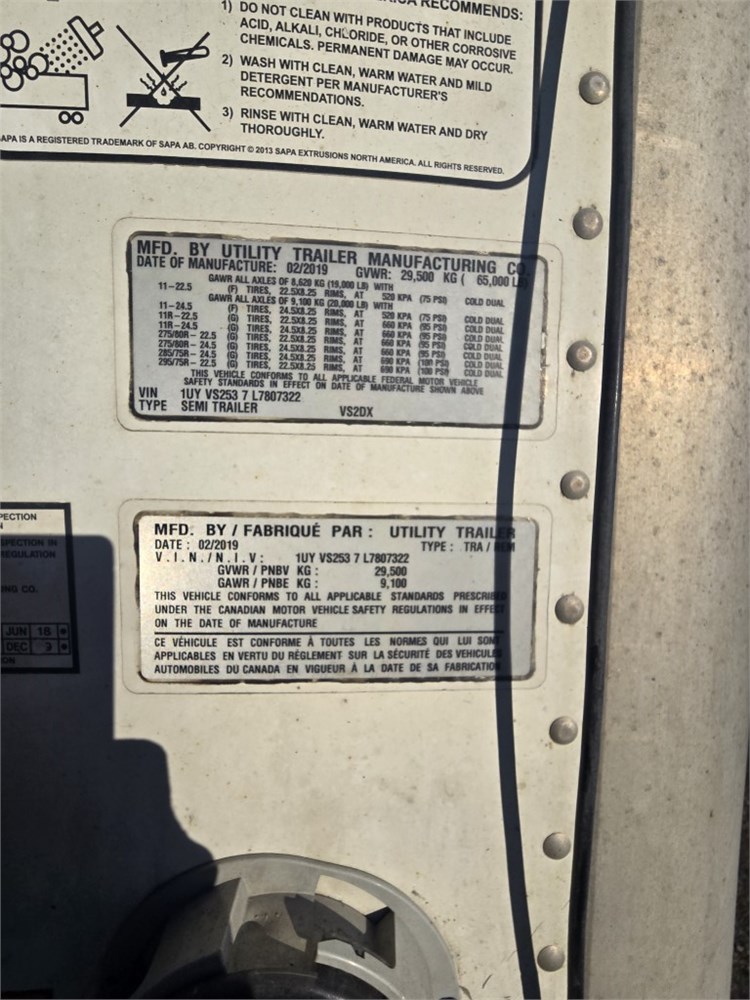 RECOMMENDS:
1) DO NOT CLEAN WITH PRODUCTS THAT INCLUDE
ACID, ALKALI, CHLORIDE, OR OTHER CORROSIVE
CHEMICALS. PERMANENT DAMAGE MAY OCCUR.
2) WASH WITH CLEAN, WARM WATER AND MILD
DETERGENT PER MANUFACTURER'S
RECOMMENDATIONS.
3) RINSE WITH CLEAN, WARM WATER AND DRY
THOROUGHLY.
SAPA IS A REGISTERED TRADEMARK OF SAPA AB. COPYRIGHT © 2013 SAPA EXTRUSIONS NORTH AMERICA. ALL RIGHTS RESERVED.
MFD. BY UTILITY TRAILER MANUFACTURING CO.
DATE OF MANUFACTURE: 02/2019 GVWR: 29,500 KG ( 65,000 LB)
GAWR ALL AXLES OF 8,620 KG (19,000 LB) WITH
11-22.5 (F) TIRES, 22.5X8.25 RIMS, AT 520 KPA (75 PSI) COLD DUAL
GAWR ALL AXLES OF 9,100 KG (20,000 LB) WITH
11-24.5 (F) TIRES, 24.5X8.25 RIMS, AT 520 KPA (75 PSI) COLD DUAL
11R-22.5 (G) TIRES, 22.5X8.25 RIMS, AT 660 KPA (95 PSI) COLD DUAL
11R-24.5 (G) TIRES, 24.5X8.25 RIMS, AT 660 KPA (95 PSI) COLD DUAL
275/80R- 22.5 (G) TIRES, 22.5X8.25 RIMS, AT 660 KPA (95 PSI) COLD DUAL
275/80R- 24.5 (G) TIRES, 24.5X8.25 RIMS, AT 660 KPA (95 PSI) COLD DUAL
285/75R- 24.5 (G) TIRES, 24.5X8.25 RIMS, AT 690 KPA (100 PSI) COLD DUAL
295/75R- 22.5 (G) TIRES, 22.5X8.25 RIMS, AT 690 KPA (100 PSI) COLD DUAL
THIS VEHICLE CONFORMS TO ALL APPLICABLE FEDERAL MOTOR VEHICLE
SAFETY STANDARDS IN EFFECT ON DATE OF MANUFACTURE SHOWN ABOVE
VIN 1UY VS253 7 L7807322
TYPE SEMI TRAILER VS2DX
MFD. BY / FABRIQUÉ PAR : UTILITY TRAILER
DATE : 02/2019 TYPE : TRA / REM
V.I.N./N.I.V: 1UY VS253 7 L7807322
GVWR / PNBV KG : 29,500
GAWR / PNBE KG : 9,100
THIS VEHICLE CONFORMS TO ALL APPLICABLE STANDARDS PRESCRIBED
UNDER THE CANADIAN MOTOR VEHICLE SAFETY REGULATIONS IN EFFECT
ON THE DATE OF MANUFACTURE
CE VÉHICULE EST CONFORME À TOUTES LES NORMES QUI LUI SONT
APPLICABLES EN VERTU DU RÉGLEMENT SUR LA SÉCURITÉ DES VEHICULES
AUTOMOBILES DU CANADA EN VIGUEUR À LA DATE DE SA FABRICATION
PECTION
SPECTION IN
REGULATION
NG CO.
JUN 18
DEC 9
ON